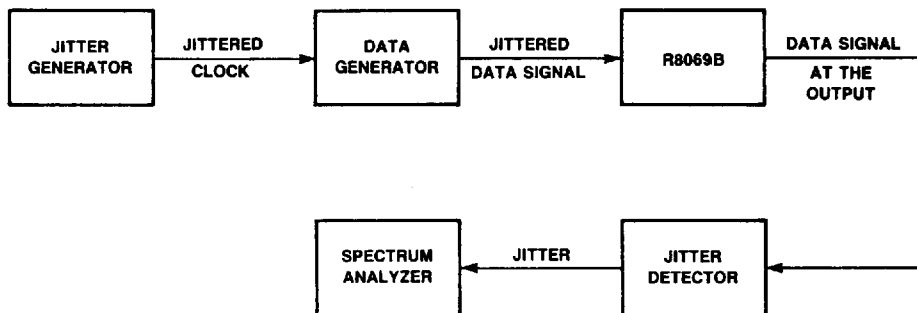 JITTER
GENERATOR
JITTERED
CLOCK
DATA
GENERATOR
JITTERED
DATA SIGNAL
R8069B
DATA SIGNAL
AT THE
OUTPUT
SPECTRUM
ANALYZER
JITTER
JITTER
DETECTOR